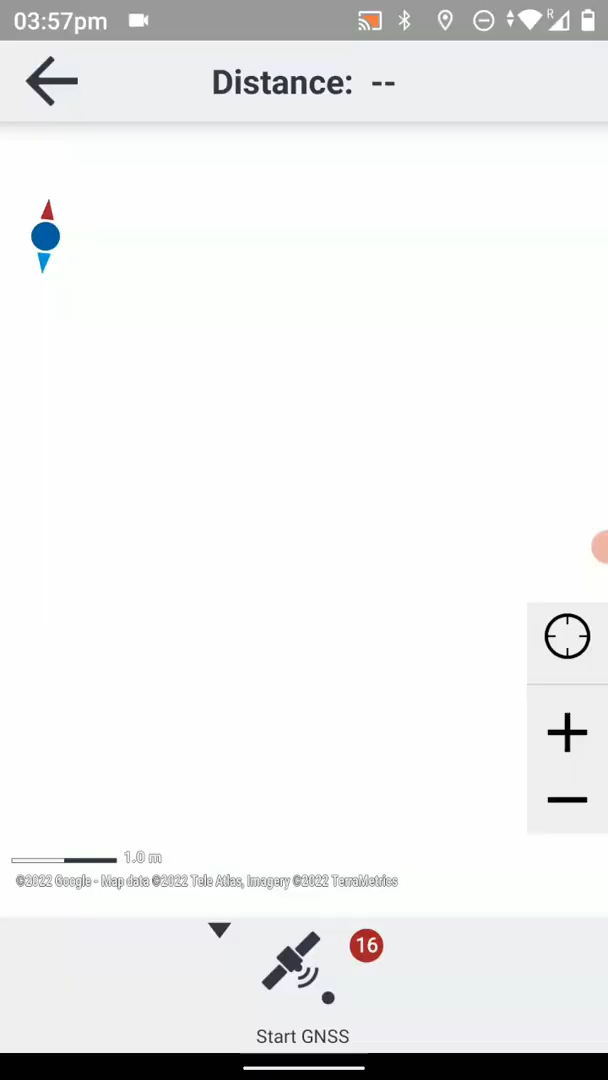 03:57pm
R
Distance: --
1.0 m
©2022 Google - Map data ©2022 Tele Atlas, Imagery ©2022 TerraMetrics
16
Start GNSS